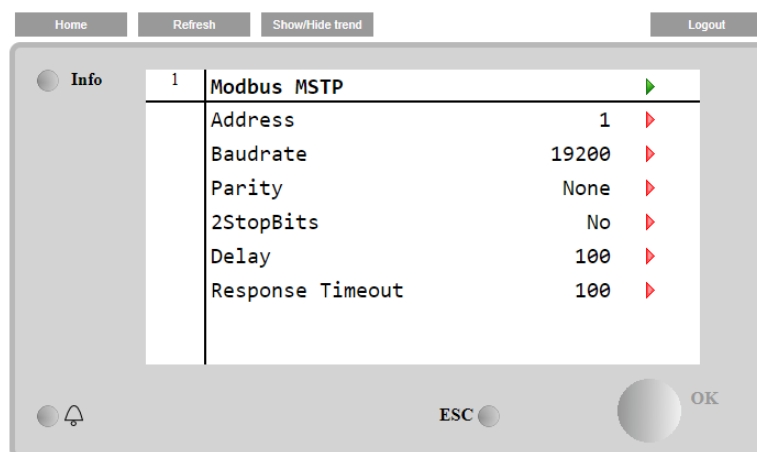 Home Refresh Show/Hide trend Logout
Info
1 Modbus MSTP
Address 1
Baudrate 19200
Parity None
2StopBits No
Delay 100
Response Timeout 100
ESC OK